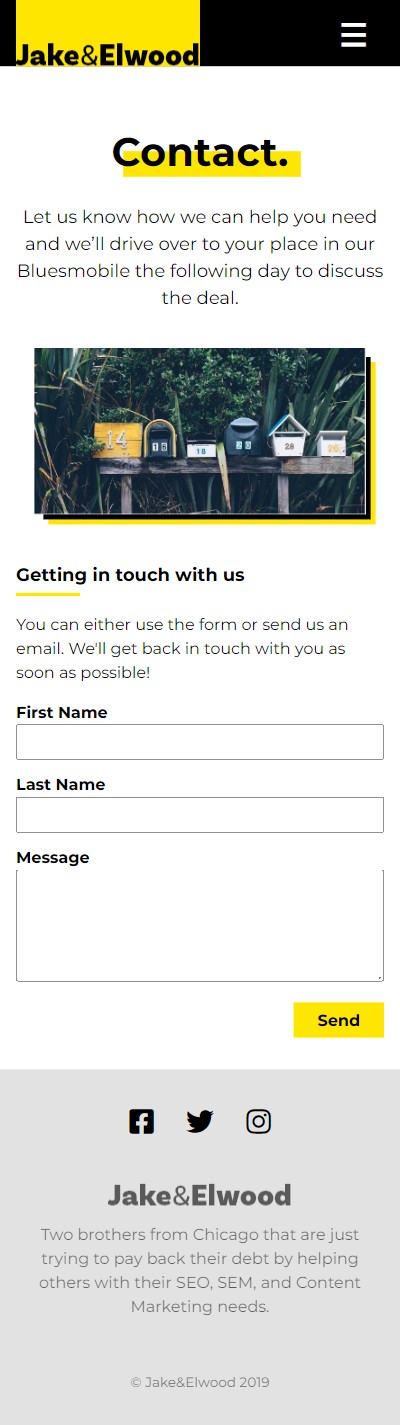 Jake&Elwood
Contact.
Let us know how we can help you need
and we’ll drive over to your place in our
Bluesmobile the following day to discuss
the deal.
14
18
18
20
28
Getting in touch with us
You can either use the form or send us an
email. We'll get back in touch with you as
soon as possible!
First Name
Last Name
Message
Send
Jake&Elwood
Two brothers from Chicago that are just
trying to pay back their debt by helping
others with their SEO, SEM, and Content
Marketing needs.
© Jake&Elwood 2019